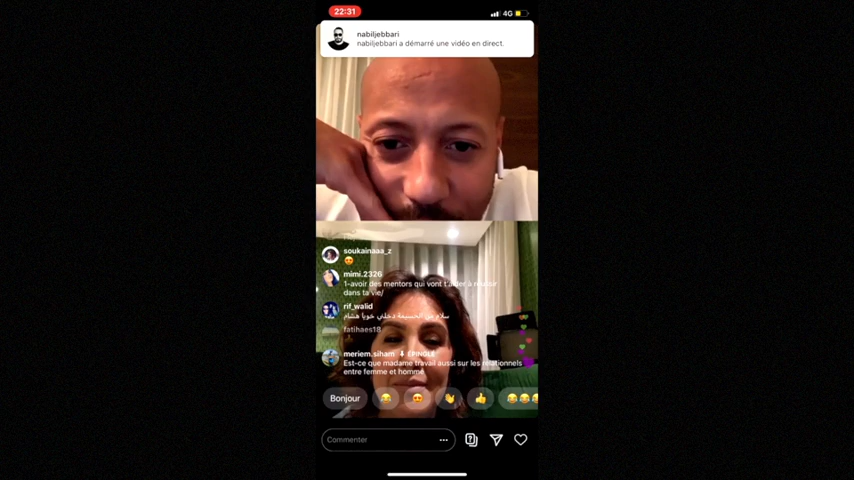 22:31
4G
nabiljebbari
nabiljebbari a démarré une vidéo en direct.
soukainaaa_z
😍
mimi.2326
1-avoir des mentors qui vont t'aider à réussir
dans ta vie/
rif_walid
سلام من الحسيمة دخلني خويا هشام
fatihaes18
meriem.siham ÉPINGLÉ
Est-ce que madame travail aussi sur les relationnels
entre femme et homme
Bonjour 😂 😍 👏 👍 😂😂😂
Commenter